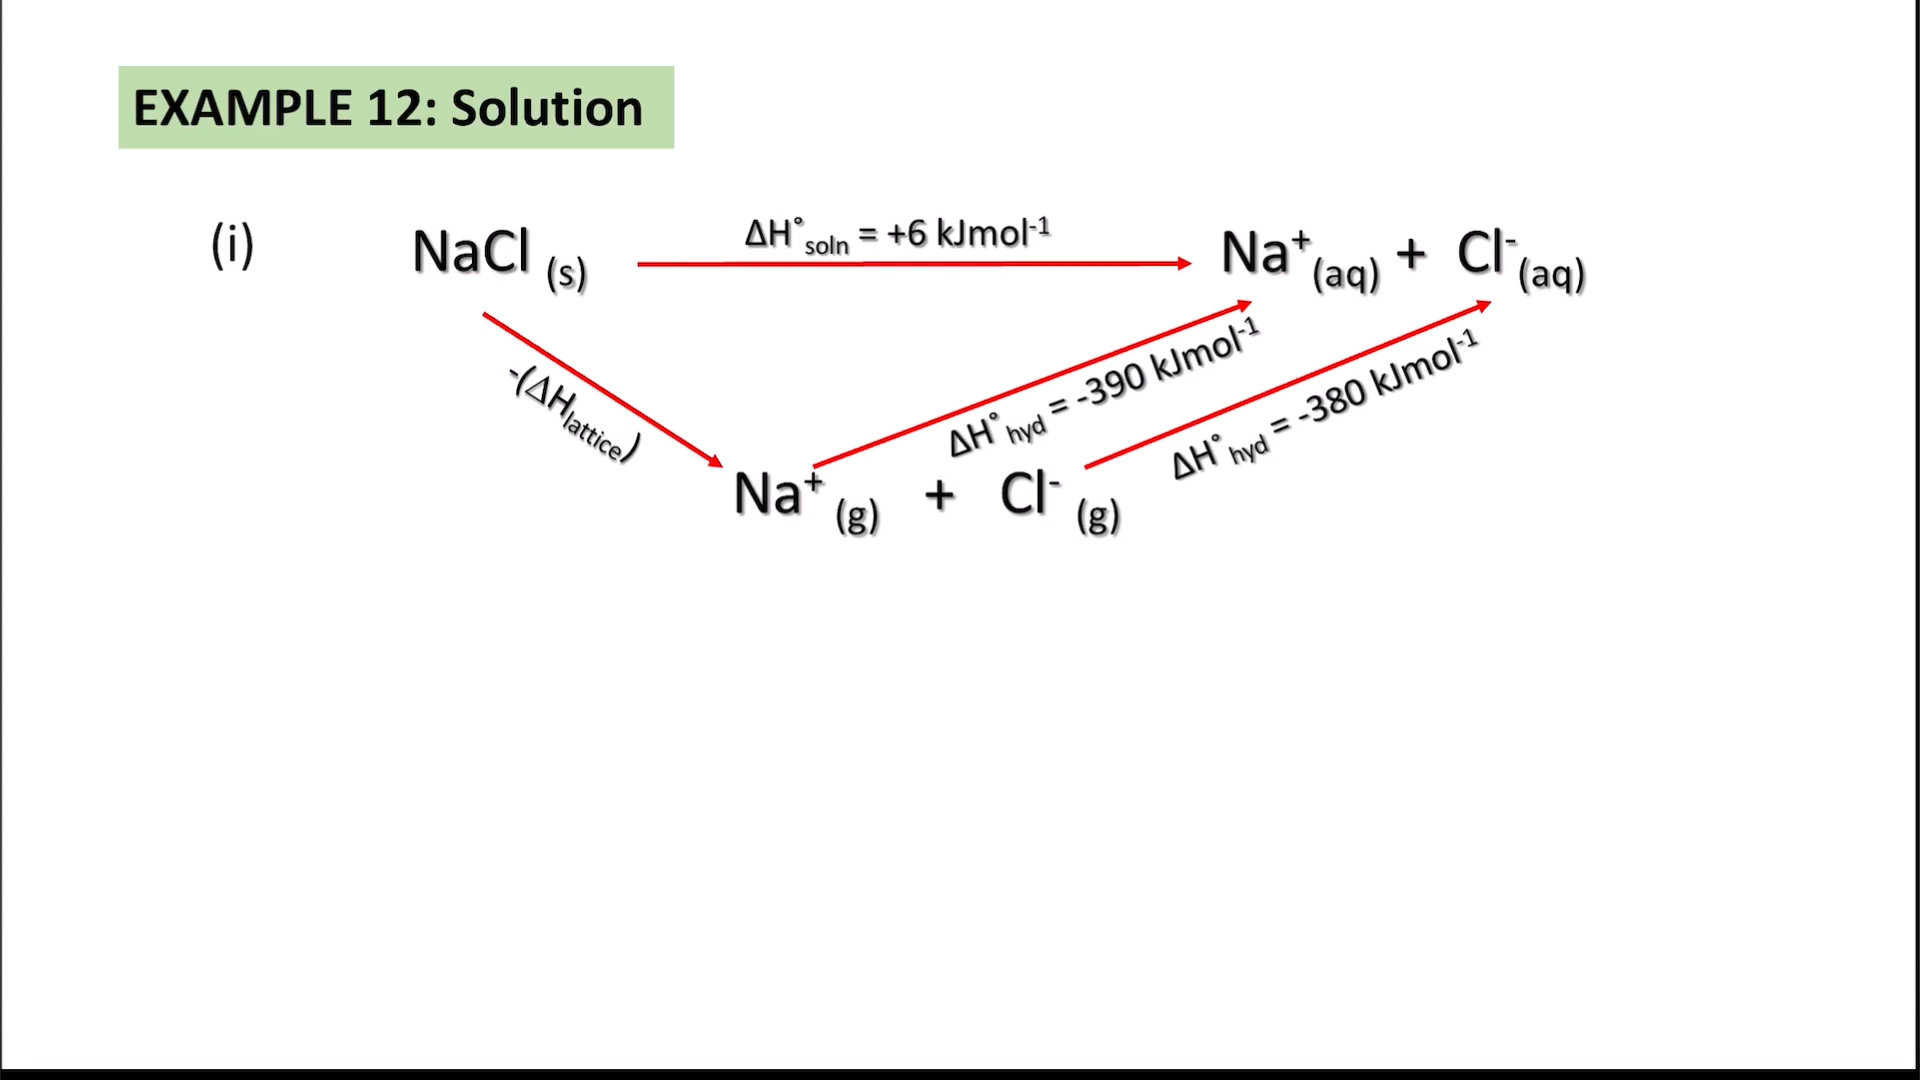 EXAMPLE 12: Solution
(i) NaCl (s) ΔH°soln = +6 kJmol-1 Na+(aq) + Cl-(aq)
-(ΔHlattice)
ΔH°hyd = -390 kJmol-1
ΔH°hyd = -380 kJmol-1
Na+ (g) + Cl- (g)